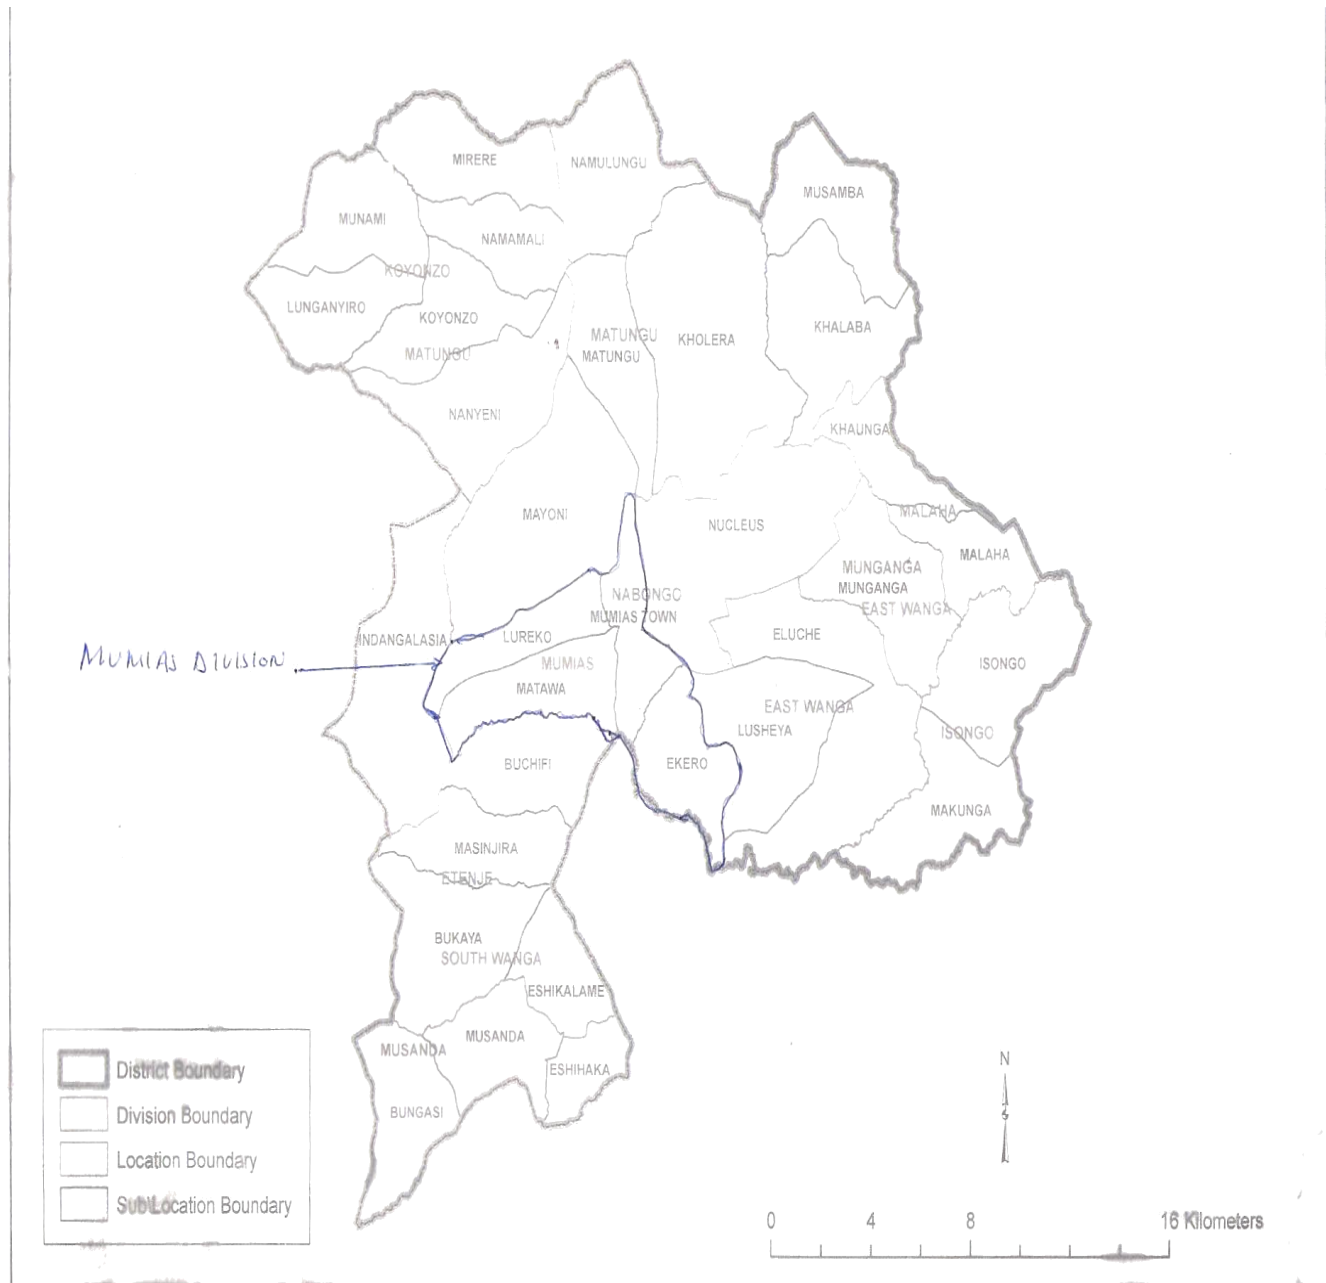 MIRERE
NAMULUNGU
MUSAMBA
MUNAMI
NAMAMALI
KOYONZO
LUNGANYIRO
KOYONZO
KHALABA
MATUNGU
KHOLERA
MATUNGU
MATUNGU
NANYENI
KHAUNGA
MAYONI
NUCLEUS
MALAHA
MALAHA
MUNGANGA
MUNGANGA
NABONGO
EAST WANGA
MUMIAS TOWN
INDANGALASIA
LUREKO
ELUCHE
MUMIAS DIVISION
MUMIAS
ISONGO
MATAWA
EAST WANGA
LUSHEYA
ISONGO
BUCHIFI
EKERO
MAKUNGA
MASINJIRA
ETENJE
BUKAYA
SOUTH WANGA
ESHIKALAME
MUSANDA
MUSANDA
ESHIHAKA
BUNGASI
District Boundary
Division Boundary
Location Boundary
Sub Location Boundary
N
0 4 8 16 Kilometers